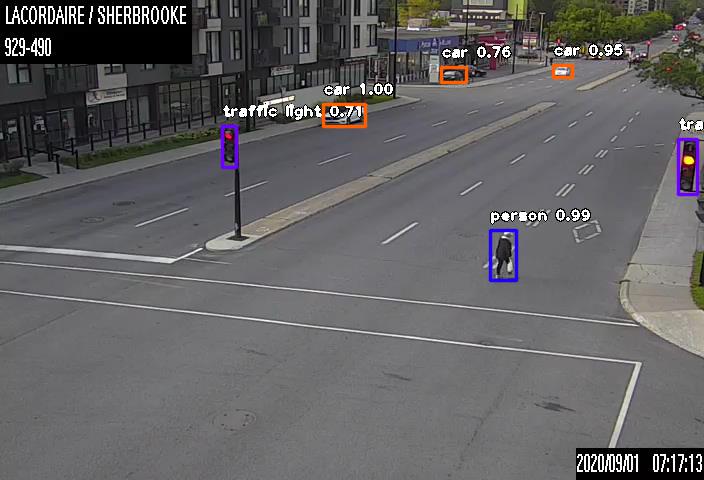 LACORDAIRE / SHERBROOKE
929-490
car 0.76
car 0.95
car 1.00
traffic light 0.71
tra
person 0.99
2020/09/01 07:17:13